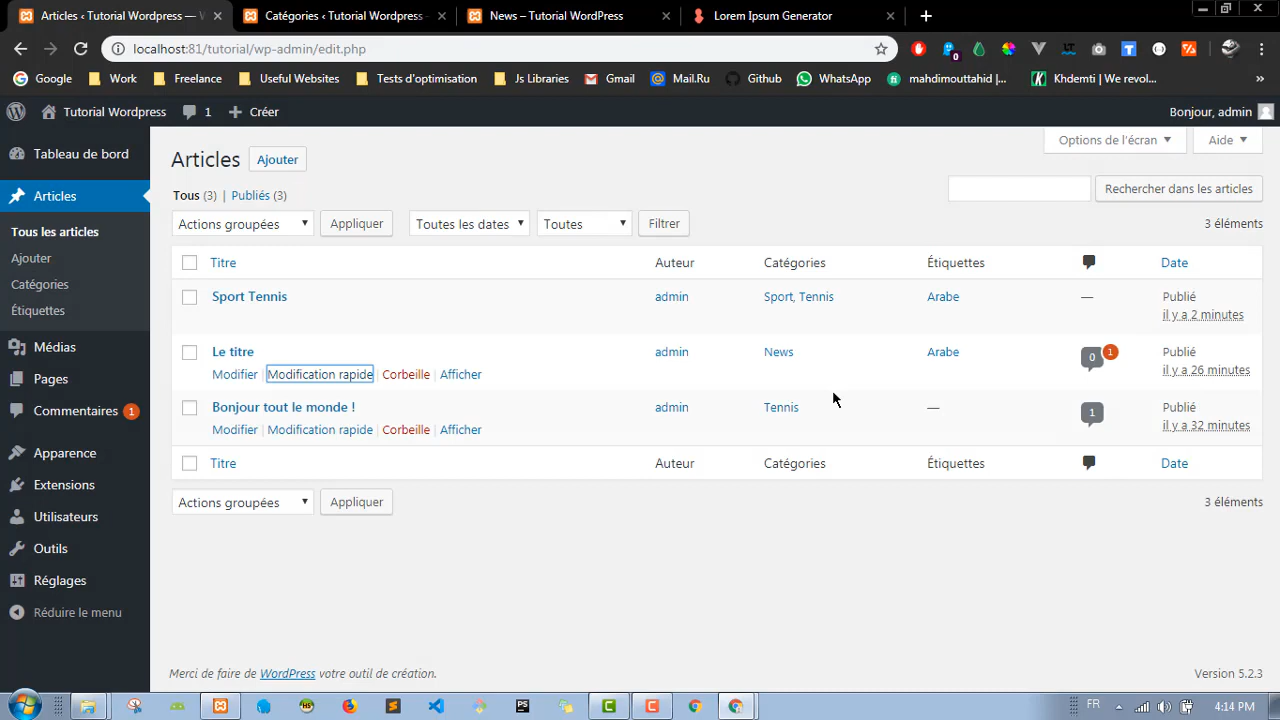 Articles ‹ Tutorial Wordpress —
Catégories ‹ Tutorial Wordpress
News – Tutorial WordPress
Lorem Ipsum Generator
localhost:81/tutorial/wp-admin/edit.php
0
Google
Work
Freelance
Useful Websites
Tests d'optimisation
Js Libraries
Gmail
Mail.Ru
Github
WhatsApp
mahdimouttahid |...
Khdemti | We revol...
»
Tutorial Wordpress
1
Créer
Bonjour, admin
Tableau de bord
Articles
Tous les articles
Ajouter
Catégories
Étiquettes
Médias
Pages
Commentaires 1
Apparence
Extensions
Utilisateurs
Outils
Réglages
Réduire le menu
Options de l'écran
Aide
Articles
Ajouter
Tous (3) | Publiés (3)
Rechercher dans les articles
Actions groupées
Appliquer
Toutes les dates
Toutes
Filtrer
3 éléments
Titre
Auteur
Catégories
Étiquettes
Date
Sport Tennis
admin
Sport, Tennis
Arabe
—
Publié
il y a 2 minutes
Le titre
admin
News
Arabe
0
1
Publié
il y a 26 minutes
Modifier | Modification rapide | Corbeille | Afficher
Bonjour tout le monde !
admin
Tennis
—
1
Publié
il y a 32 minutes
Modifier | Modification rapide | Corbeille | Afficher
Titre
Auteur
Catégories
Étiquettes
Date
Actions groupées
Appliquer
3 éléments
Merci de faire de WordPress votre outil de création.
Version 5.2.3
FR
4:14 PM